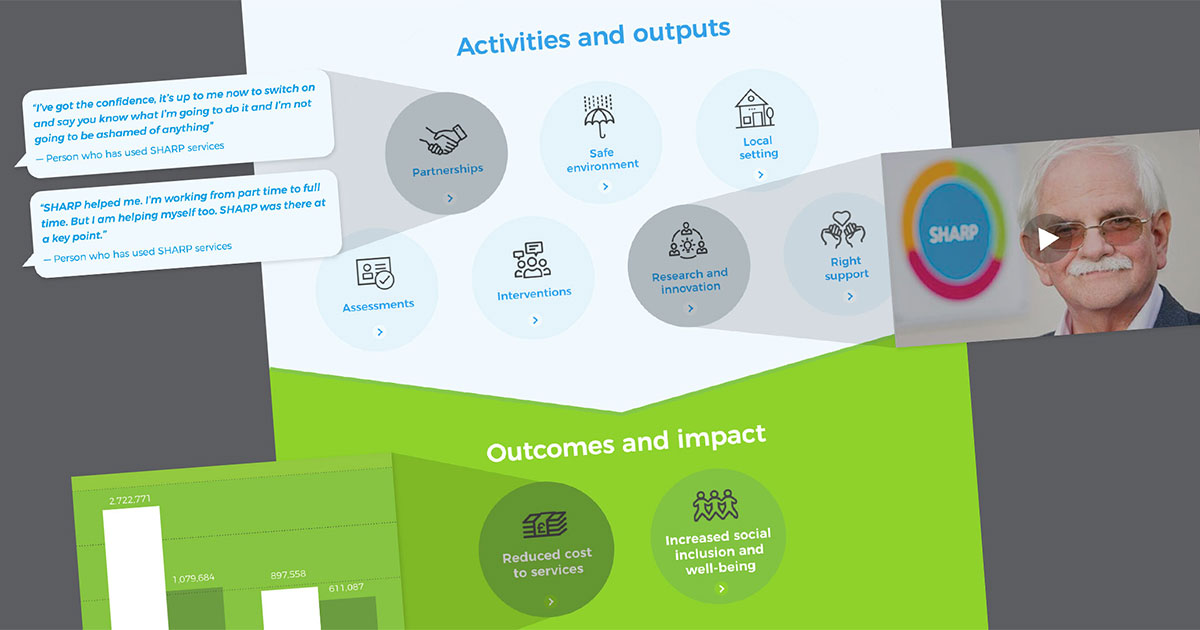 Activities and outputs
"I've got the confidence, it's up to me now to switch on
and say you know what I'm going to do it and I'm not
going to be ashamed of anything"
— Person who has used SHARP services
"SHARP helped me. I'm working from part time to full
time. But I am helping myself too. SHARP was there at
a key point."
— Person who has used SHARP services
Partnerships
Safe
environment
Local
setting
Assessments
Interventions
Research and
innovation
Right
support
SHARP
Outcomes and impact
2,722,771
1,079,684
897,558
611,087
£
Reduced cost
to services
Increased social
inclusion and
well-being